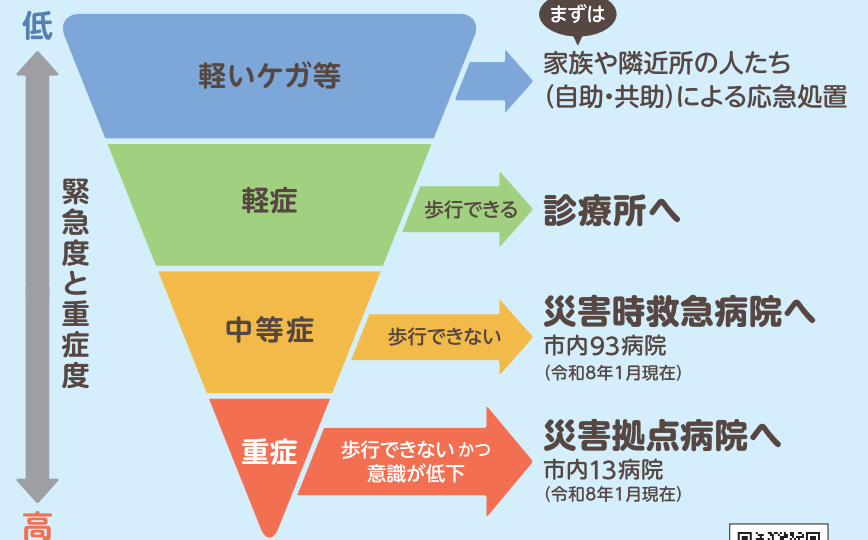 低
緊急度と重症度
高
軽いケガ等
まずは
家族や隣近所の人たち
(自助・共助)による応急処置
軽症
歩行できる
診療所へ
中等症
歩行できない
災害時救急病院へ
市内93病院
(令和8年1月現在)
重症
歩行できない かつ
意識が低下
災害拠点病院へ
市内13病院
(令和8年1月現在)